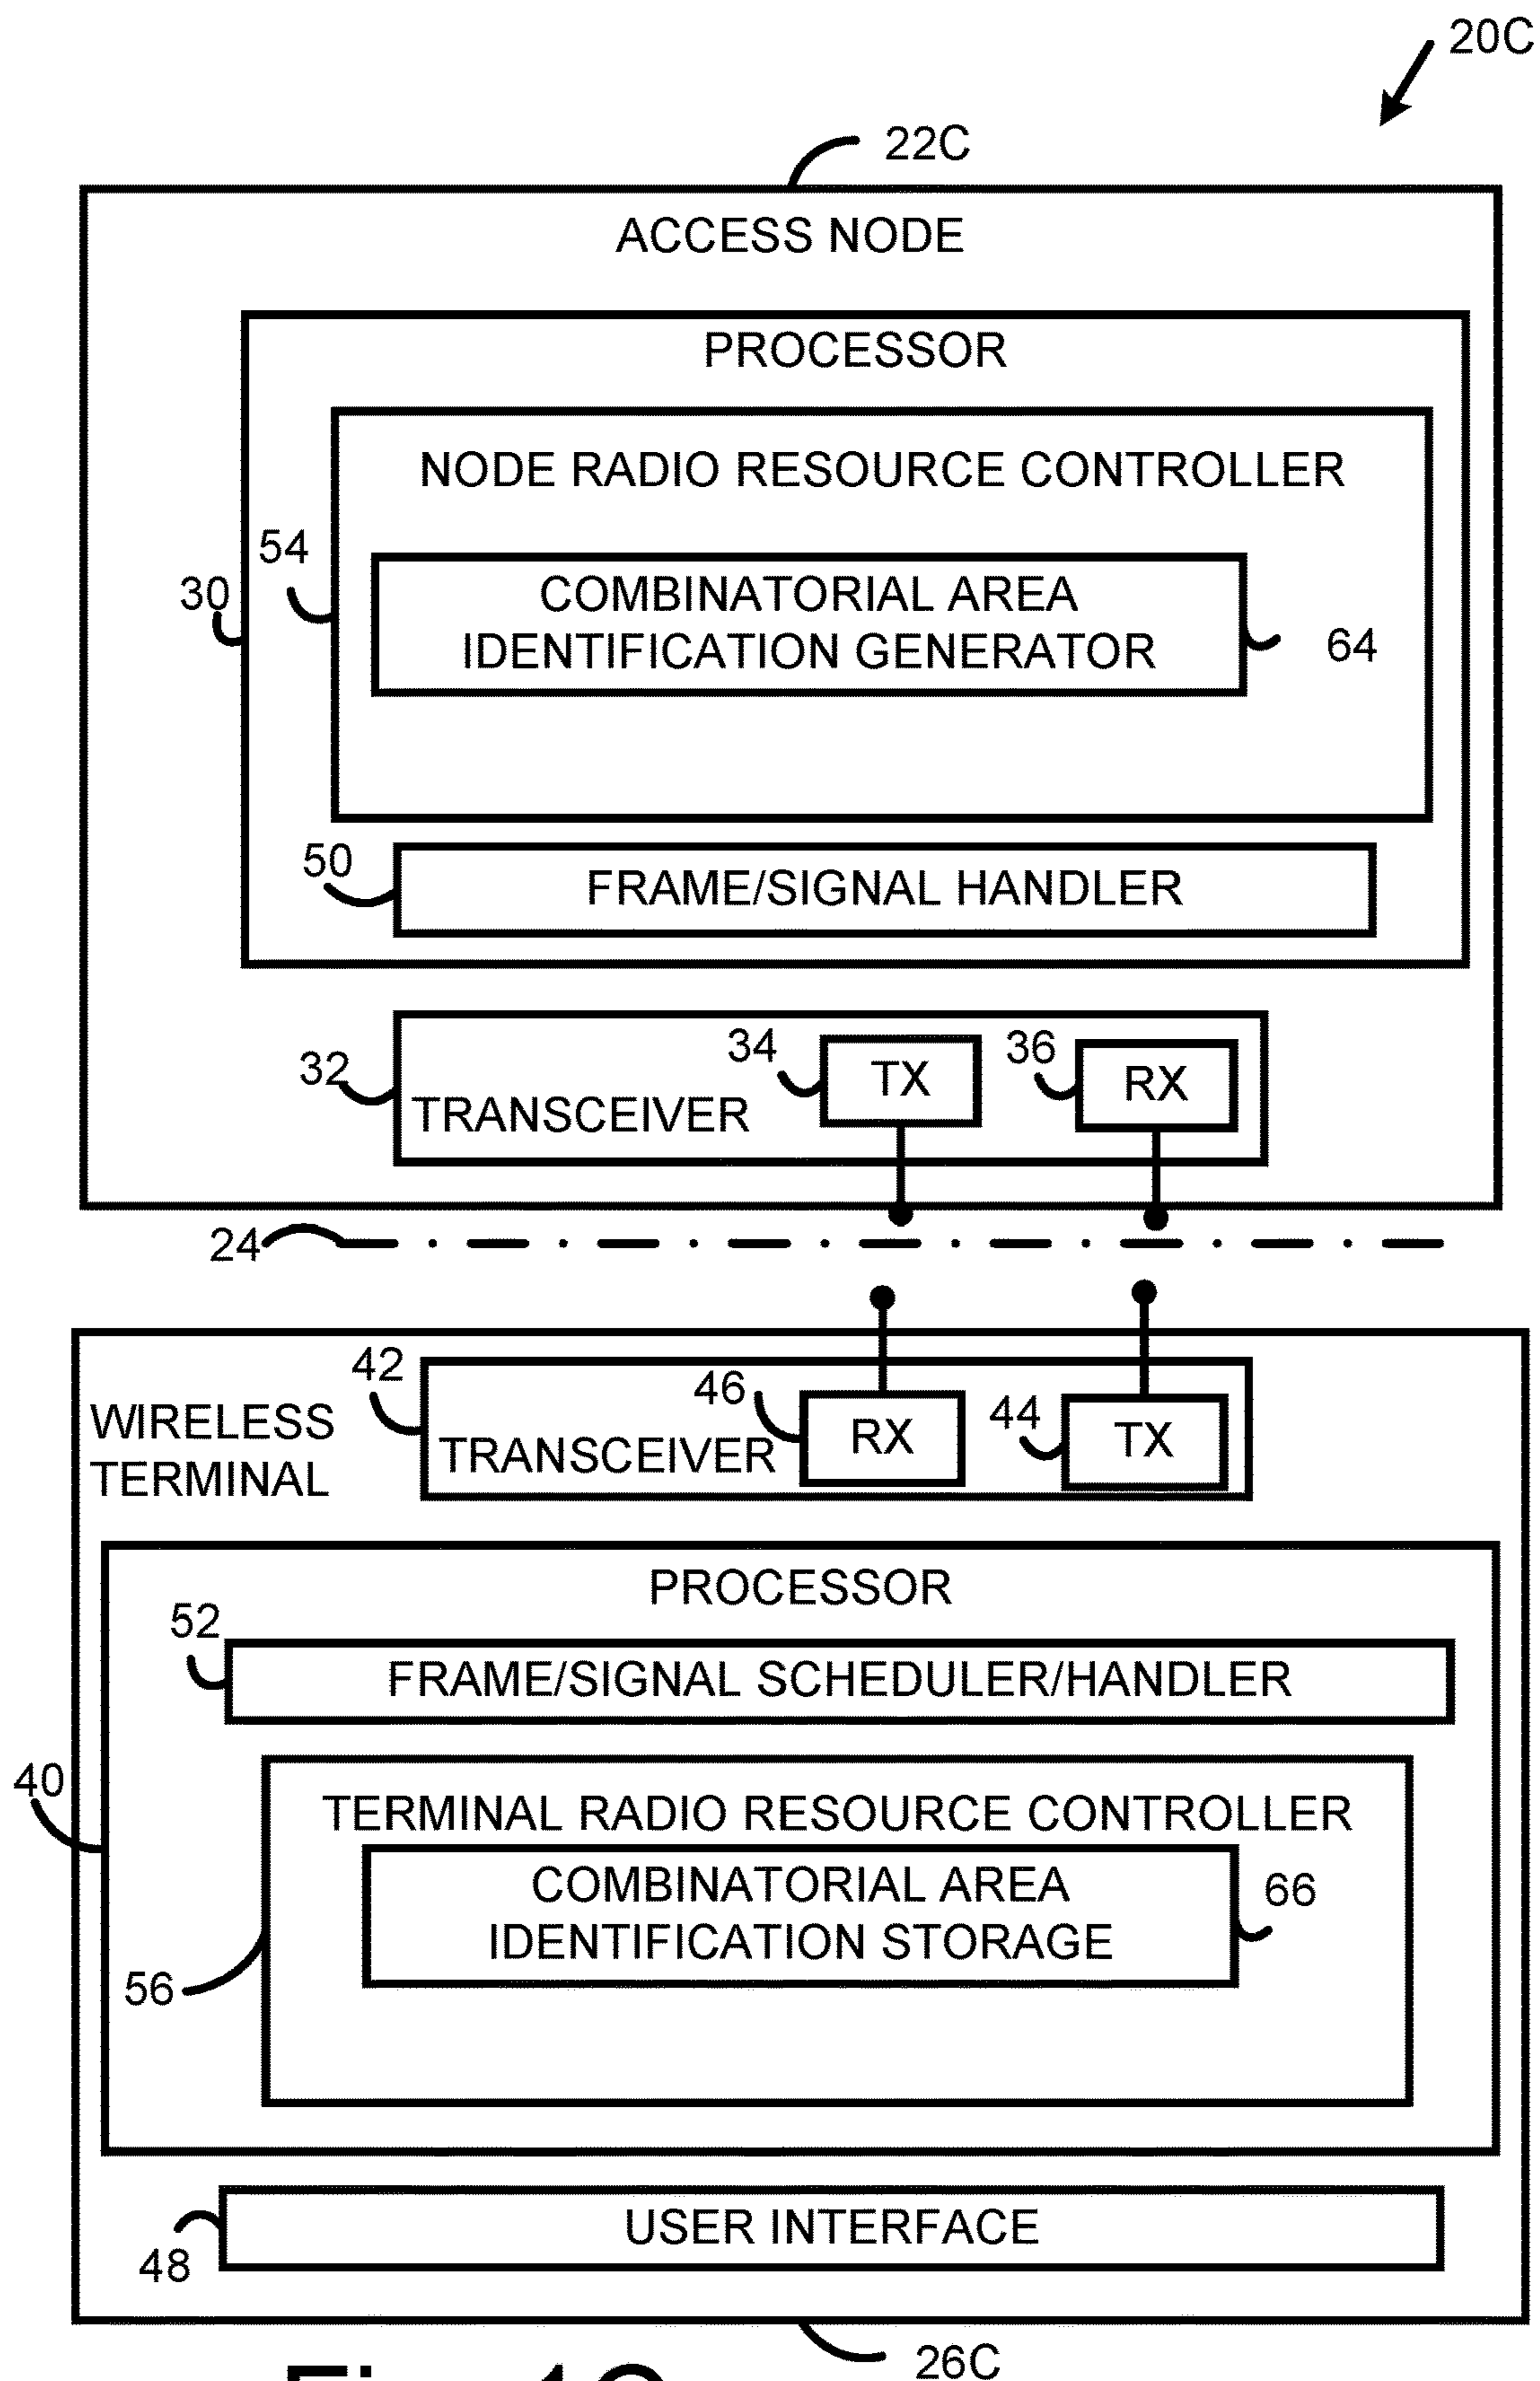 20C
22C
ACCESS NODE
PROCESSOR
NODE RADIO RESOURCE CONTROLLER
54
30
COMBINATORIAL AREA
IDENTIFICATION GENERATOR
64
50
FRAME/SIGNAL HANDLER
32
TRANSCEIVER
34
TX
36
RX
24
42
WIRELESS
TERMINAL
TRANSCEIVER
46
RX
44
TX
PROCESSOR
52
FRAME/SIGNAL SCHEDULER/HANDLER
40
TERMINAL RADIO RESOURCE CONTROLLER
COMBINATORIAL AREA
IDENTIFICATION STORAGE
66
56
USER INTERFACE
48
26C